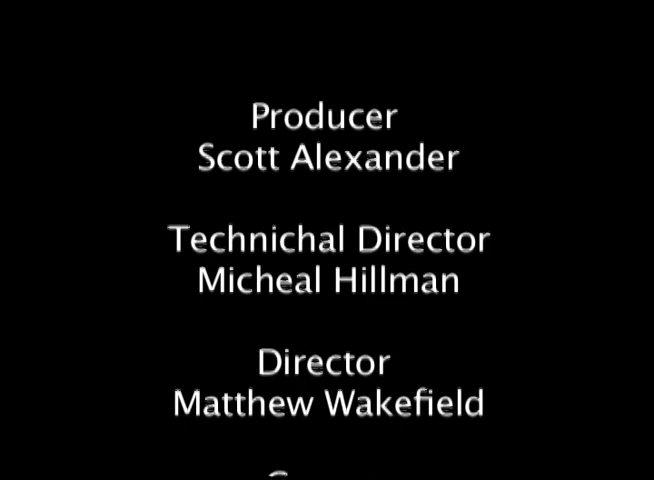 Producer
Scott Alexander
Technichal Director
Micheal Hillman
Director
Matthew Wakefield